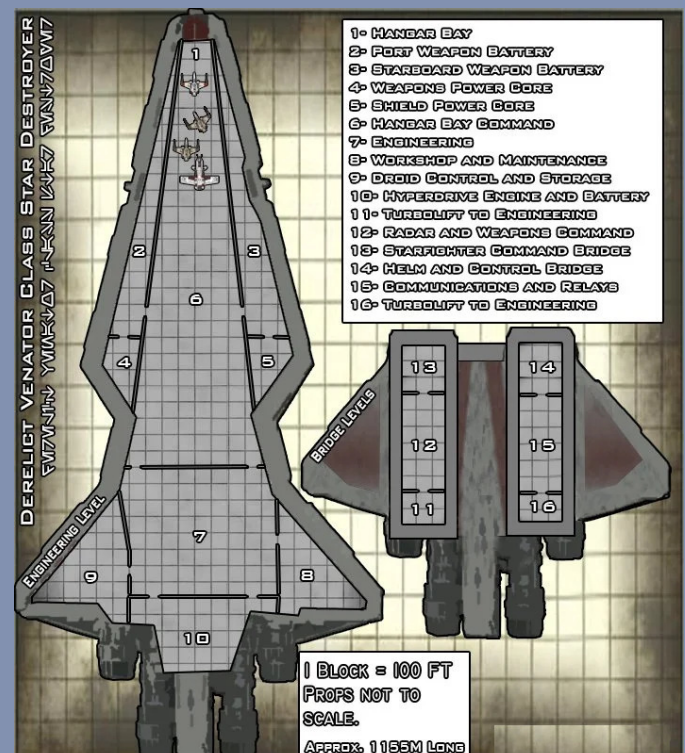 Derelict Venator Class Star Destroyer
1- Hangar Bay
2- Port Weapon Battery
3- Starboard Weapon Battery
4- Weapons Power Core
5- Shield Power Core
6- Hangar Bay Command
7- Engineering
8- Workshop and Maintenance
9- Droid Control and Storage
10- Hyperdrive Engine and Battery
11- Turbolift to Engineering
12- Radar and Weapons Command
13- Starfighter Command Bridge
14- Helm and Control Bridge
15- Communications and Relays
16- Turbolift to Engineering
1
2
3
6
4
5
7
9
8
10
Engineering Level
Bridge Levels
13
14
12
15
11
16
1 Block = 100 FT
Props not to
scale.
Approx. 1155M Long